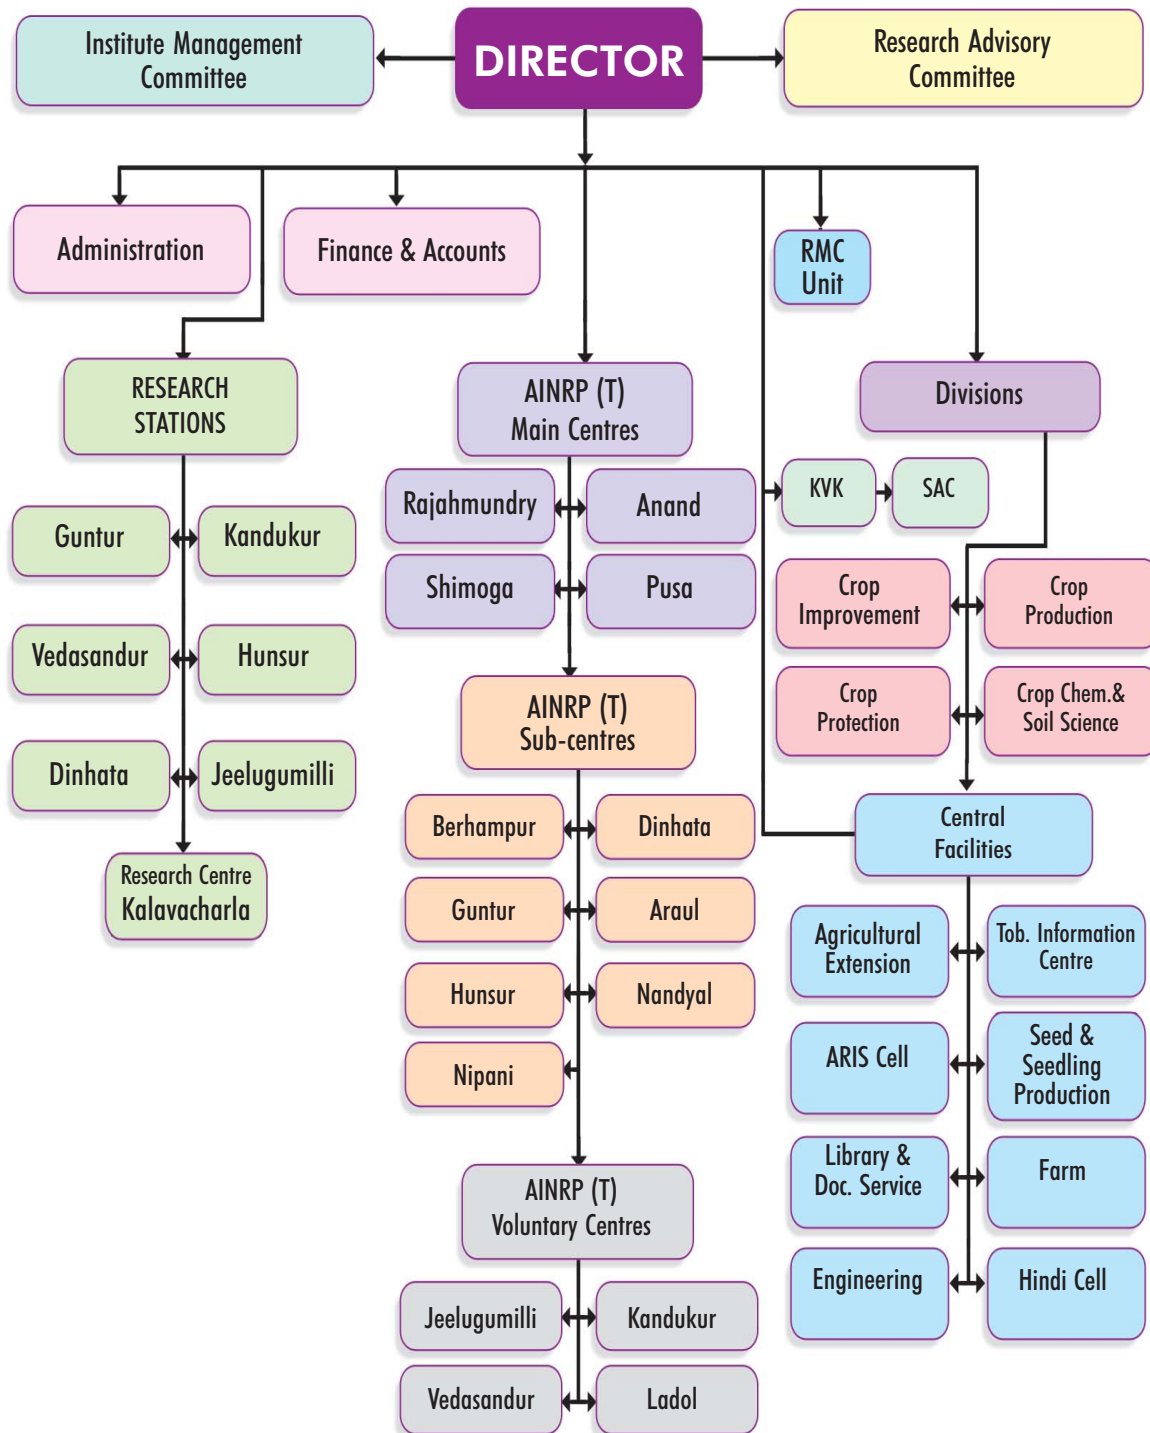 Institute Management
Committee
DIRECTOR
Research Advisory
Committee
Administration
Finance & Accounts
RMC
Unit
RESEARCH
STATIONS
AINRP (T)
Main Centres
Divisions
Rajahmundry
Anand
KVK
SAC
Guntur
Kandukur
Shimoga
Pusa
Crop
Improvement
Crop
Production
Vedasandur
Hunsur
Crop
Protection
Crop Chem.&
Soil Science
AINRP (T)
Sub-centres
Dinhata
Jeelugumilli
Berhampur
Dinhata
Central
Facilities
Research Centre
Kalavacharla
Guntur
Araul
Agricultural
Extension
Tob. Information
Centre
Hunsur
Nandyal
ARIS Cell
Seed &
Seedling
Production
Nipani
Library &
Doc. Service
Farm
AINRP (T)
Voluntary Centres
Engineering
Hindi Cell
Jeelugumilli
Kandukur
Vedasandur
Ladol